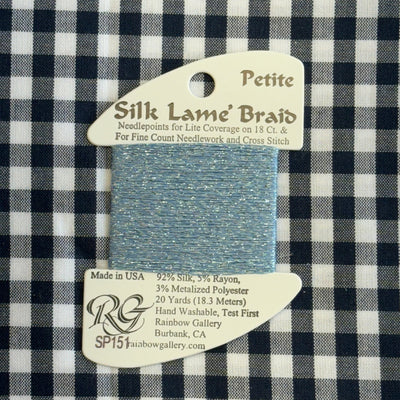 Petite
Silk Lame' Braid
Needlepoints for Lite Coverage on 18 Ct. &
For Fine Count Needlework and Cross Stitch
Made in USA
92% Silk, 5% Rayon,
3% Metalized Polyester
20 Yards (18.3 Meters)
Hand Washable, Test First
Rainbow Gallery
Burbank, CA
rainbowgallery.com
RG
SP151